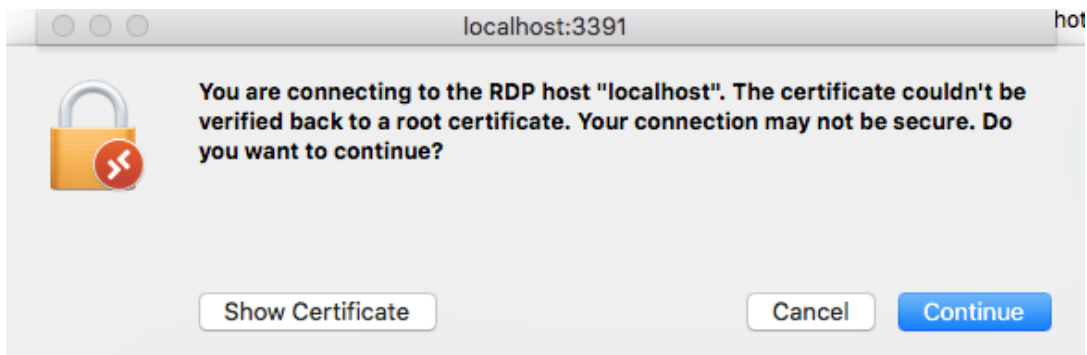 localhost:3391
hot
You are connecting to the RDP host "localhost". The certificate couldn't be
verified back to a root certificate. Your connection may not be secure. Do
you want to continue?
Show Certificate
Cancel
Continue